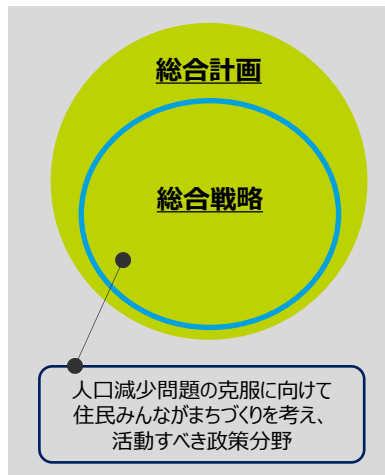 総合計画
総合戦略
人口減少問題の克服に向けて
住民みんながまちづくりを考え、
活動すべき政策分野